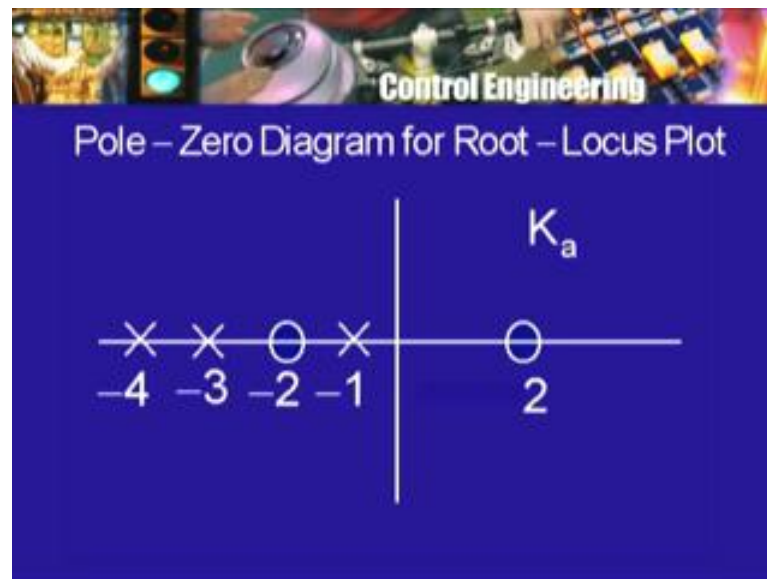 Control Engineering
Pole – Zero Diagram for Root – Locus Plot
Kₐ
–4 –3 –2 –1 2